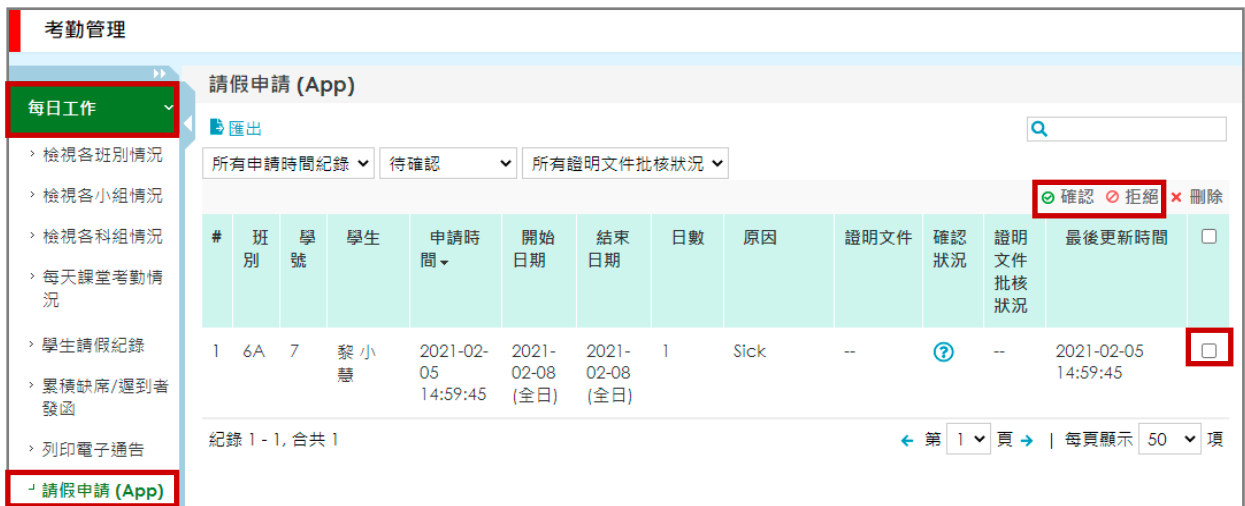 考勤管理
每日工作
檢視各班別情況
檢視各小組情況
檢視各科組情況
每天課堂考勤情
況
學生請假紀錄
累積缺席/遲到者
發函
列印電子通告
請假申請 (App)
請假申請 (App)
匯出
所有申請時間紀錄 待確認 所有證明文件批核狀況
確認 拒絕 刪除
# 班別 學號 學生 申請時間 開始日期 結束日期 日數 原因 證明文件 確認狀況 證明文件批核狀況 最後更新時間
1 6A 7 黎小慧 2021-02-05 14:59:45 2021-02-08 (全日) 2021-02-08 (全日) 1 Sick -- ? -- 2021-02-05 14:59:45
紀錄 1 - 1, 合共 1 第 1 頁 | 每頁顯示 50 項